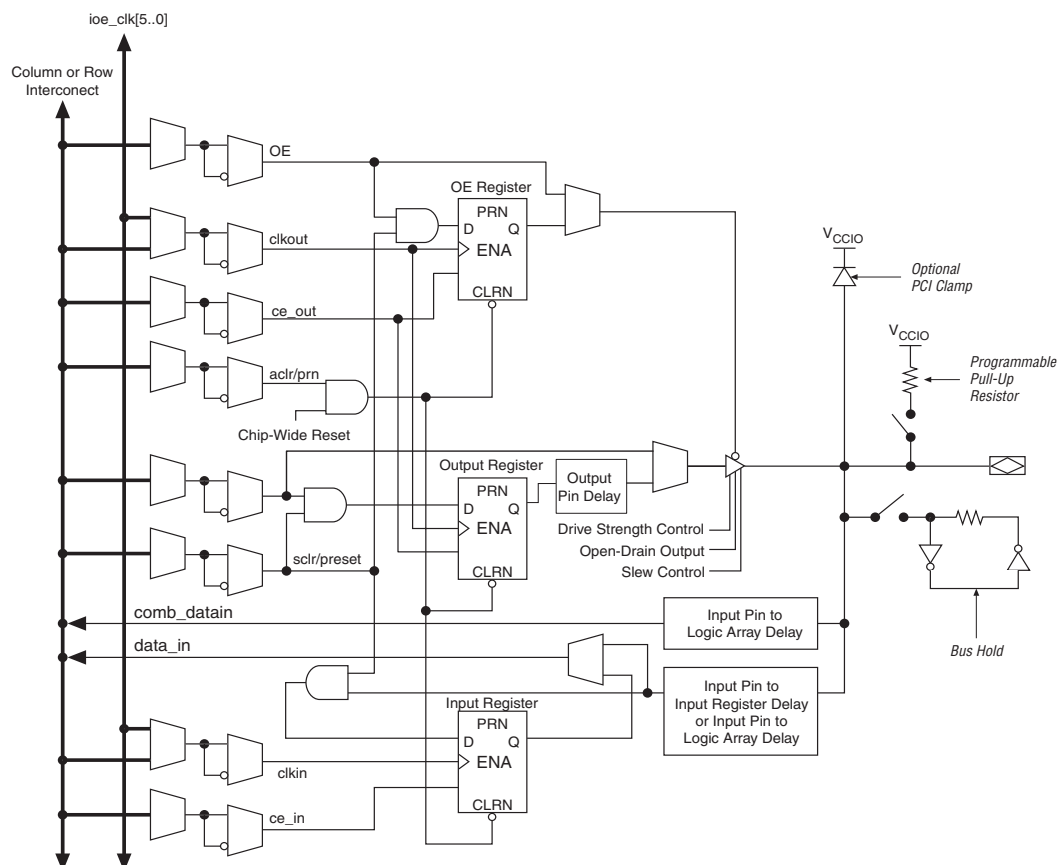 ioe_clk[5..0]
Column or Row
Interconect
OE
OE Register
PRN
D
Q
clkout
ENA
VCCIO
Optional
PCI Clamp
ce_out
CLRN
VCCIO
aclr/prn
Programmable
Pull-Up
Resistor
Chip-Wide Reset
Output Register
PRN
Output
Pin Delay
D
Q
ENA
Drive Strength Control
Open-Drain Output
sclr/preset
Slew Control
CLRN
comb_datain
Input Pin to
Logic Array Delay
data_in
Bus Hold
Input Pin to
Input Register Delay
or Input Pin to
Logic Array Delay
Input Register
PRN
D
Q
ENA
clkin
CLRN
ce_in